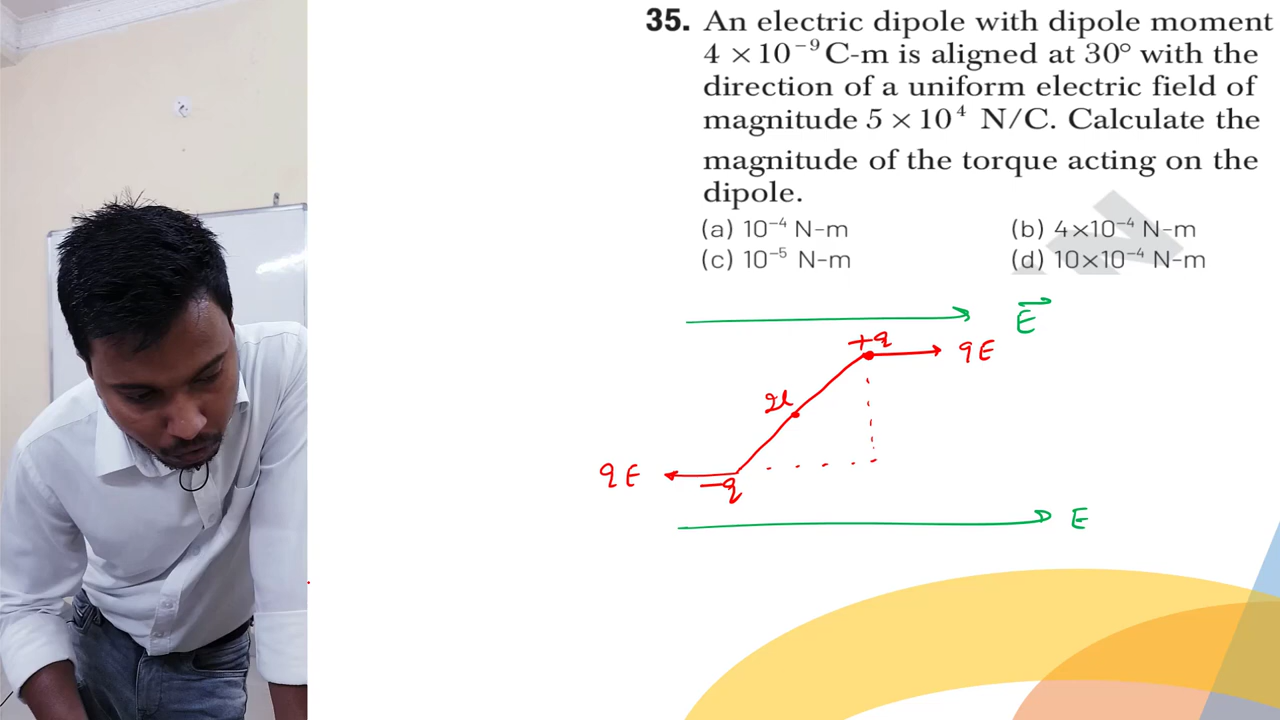 35. An electric dipole with dipole moment
4 × 10⁻⁹ C-m is aligned at 30° with the
direction of a uniform electric field of
magnitude 5 × 10⁴ N/C. Calculate the
magnitude of the torque acting on the
dipole.
(a) 10⁻⁴ N-m (b) 4×10⁻⁴ N-m
(c) 10⁻⁵ N-m (d) 10×10⁻⁴ N-m
E
+q
qE
2l
qE
-q
E